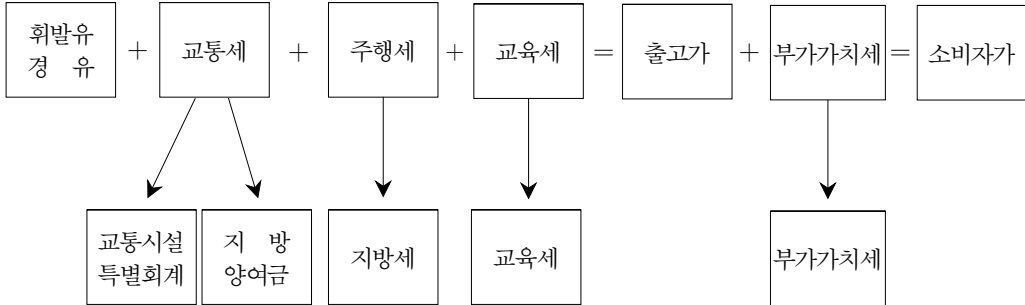 휘발유
경 유
+ 교통세 + 주행세 + 교육세 = 출고가 + 부가가치세 = 소비자가
교통시설
특별회계
지 방
양여금
지방세
교육세
부가가치세